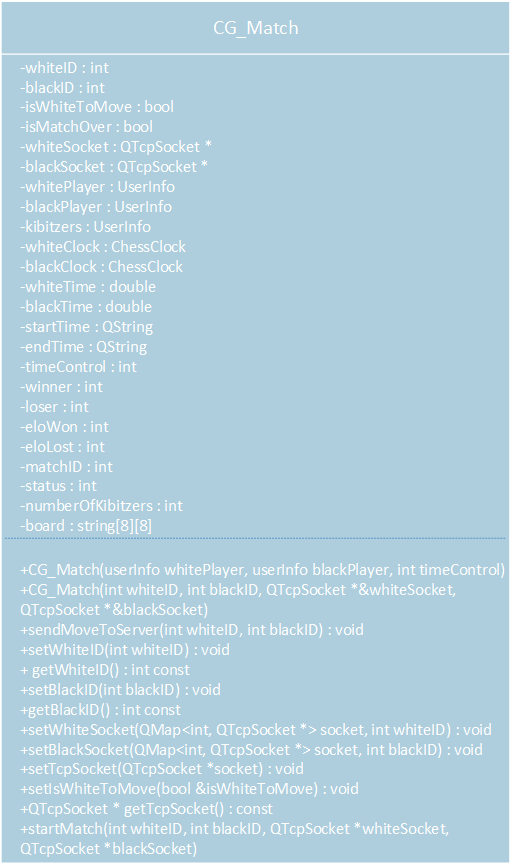 CG_Match
-whiteID : int
-blackID : int
-isWhiteToMove : bool
-isMatchOver : bool
-whiteSocket : QTcpSocket *
-blackSocket : QTcpSocket *
-whitePlayer : UserInfo
-blackPlayer : UserInfo
-kibitzers : UserInfo
-whiteClock : ChessClock
-blackClock : ChessClock
-whiteTime : double
-blackTime : double
-startTime : QString
-endTime : QString
-timeControl : int
-winner : int
-loser : int
-eloWon : int
-eloLost : int
-matchID : int
-status : int
-numberOfKibitzers : int
-board : string[8][8]
+CG_Match(userInfo whitePlayer, userInfo blackPlayer, int timeControl)
+CG_Match(int whiteID, int blackID, QTcpSocket *&whiteSocket,
QTcpSocket *&blackSocket)
+sendMoveToServer(int whiteID, int blackID) : void
+setWhiteID(int whiteID) : void
+ getWhiteID() : int const
+setBlackID(int blackID) : void
+getBlackID() : int const
+setWhiteSocket(QMap<int, QTcpSocket *> socket, int whiteID) : void
+setBlackSocket(QMap<int, QTcpSocket *> socket, int blackID) : void
+setTcpSocket(QTcpSocket *socket) : void
+setIsWhiteToMove(bool &isWhiteToMove) : void
+QTcpSocket * getTcpSocket() : const
+startMatch(int whiteID, int blackID, QTcpSocket *whiteSocket,
QTcpSocket *blackSocket)